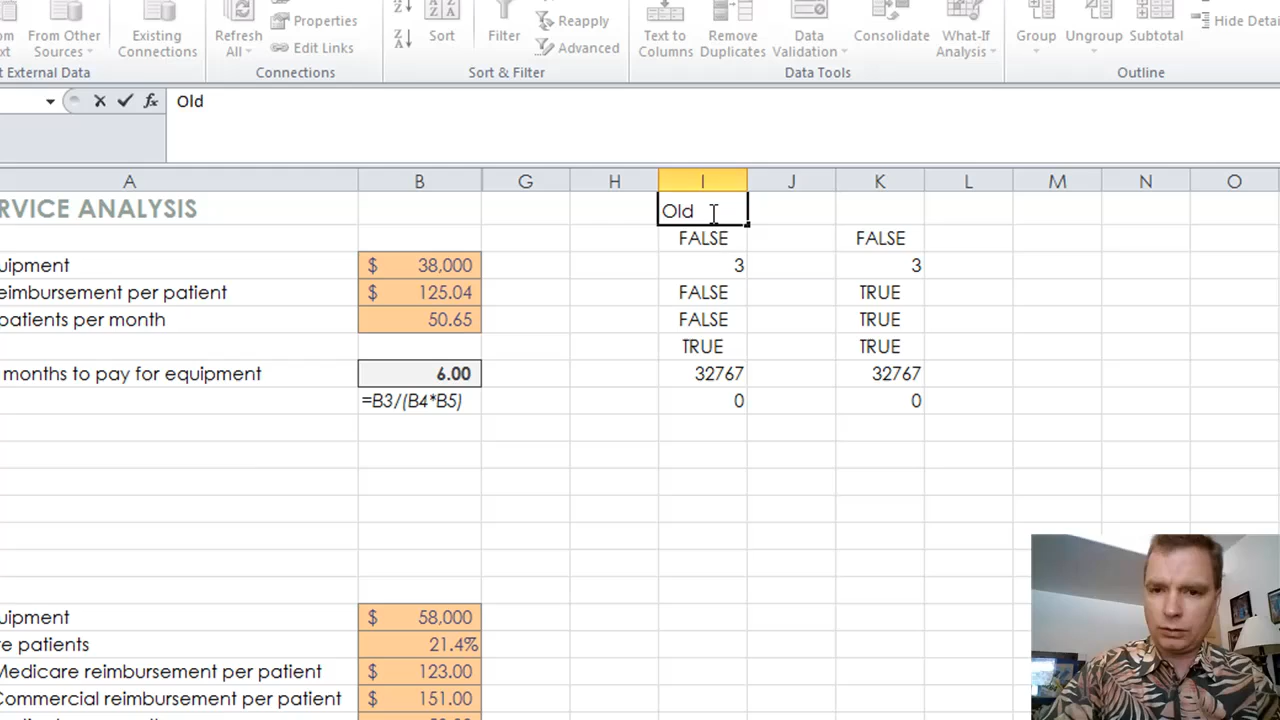 From Other
Sources
Existing
Connections
Refresh
All
Properties
Edit Links
Sort
Filter
Reapply
Advanced
Text to
Columns
Remove
Duplicates
Data
Validation
Consolidate
What-If
Analysis
Group
Ungroup
Subtotal
Hide Detai
t External Data
Connections
Sort & Filter
Data Tools
Outline
fx Old
A B G H I J K L M N O
RVICE ANALYSIS Old
FALSE FALSE
uipment $ 38,000 3 3
eimbursement per patient $ 125.04 FALSE TRUE
patients per month 50.65 FALSE TRUE
TRUE TRUE
months to pay for equipment 6.00 32767 32767
=B3/(B4*B5) 0 0
uipment $ 58,000
re patients 21.4%
Medicare reimbursement per patient $ 123.00
Commercial reimbursement per patient $ 151.00